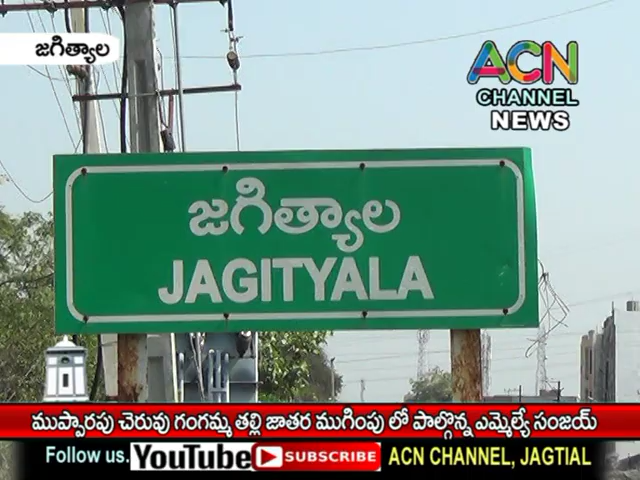 జగిత్యాల
ACN
CHANNEL
NEWS
జగిత్యాల
JAGITYALA
ముప్పారపు చెరువు గంగమ్మ తల్లి జాతర ముగింపు లో పాల్గొన్న ఎమ్మెల్యే సంజయ్
Follow us. YouTube SUBSCRIBE ACN CHANNEL, JAGTIAL